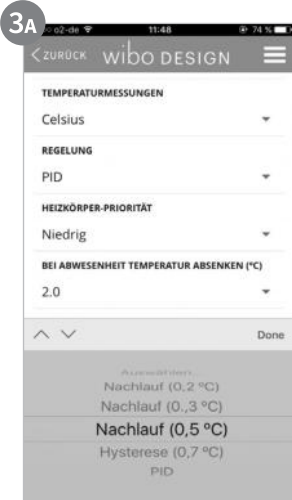 3A
o2-de 11:48 74 %
ZURÜCK wibo DESIGN
TEMPERATURMESSUNGEN
Celsius
REGELUNG
PID
HEIZKÖRPER-PRIORITÄT
Niedrig
BEI ABWESENHEIT TEMPERATUR ABSENKEN (°C)
2.0
Done
Auswählen...
Nachlauf (0,2 °C)
Nachlauf (0.,3 °C)
Nachlauf (0,5 °C)
Hysterese (0,7 °C)
PID